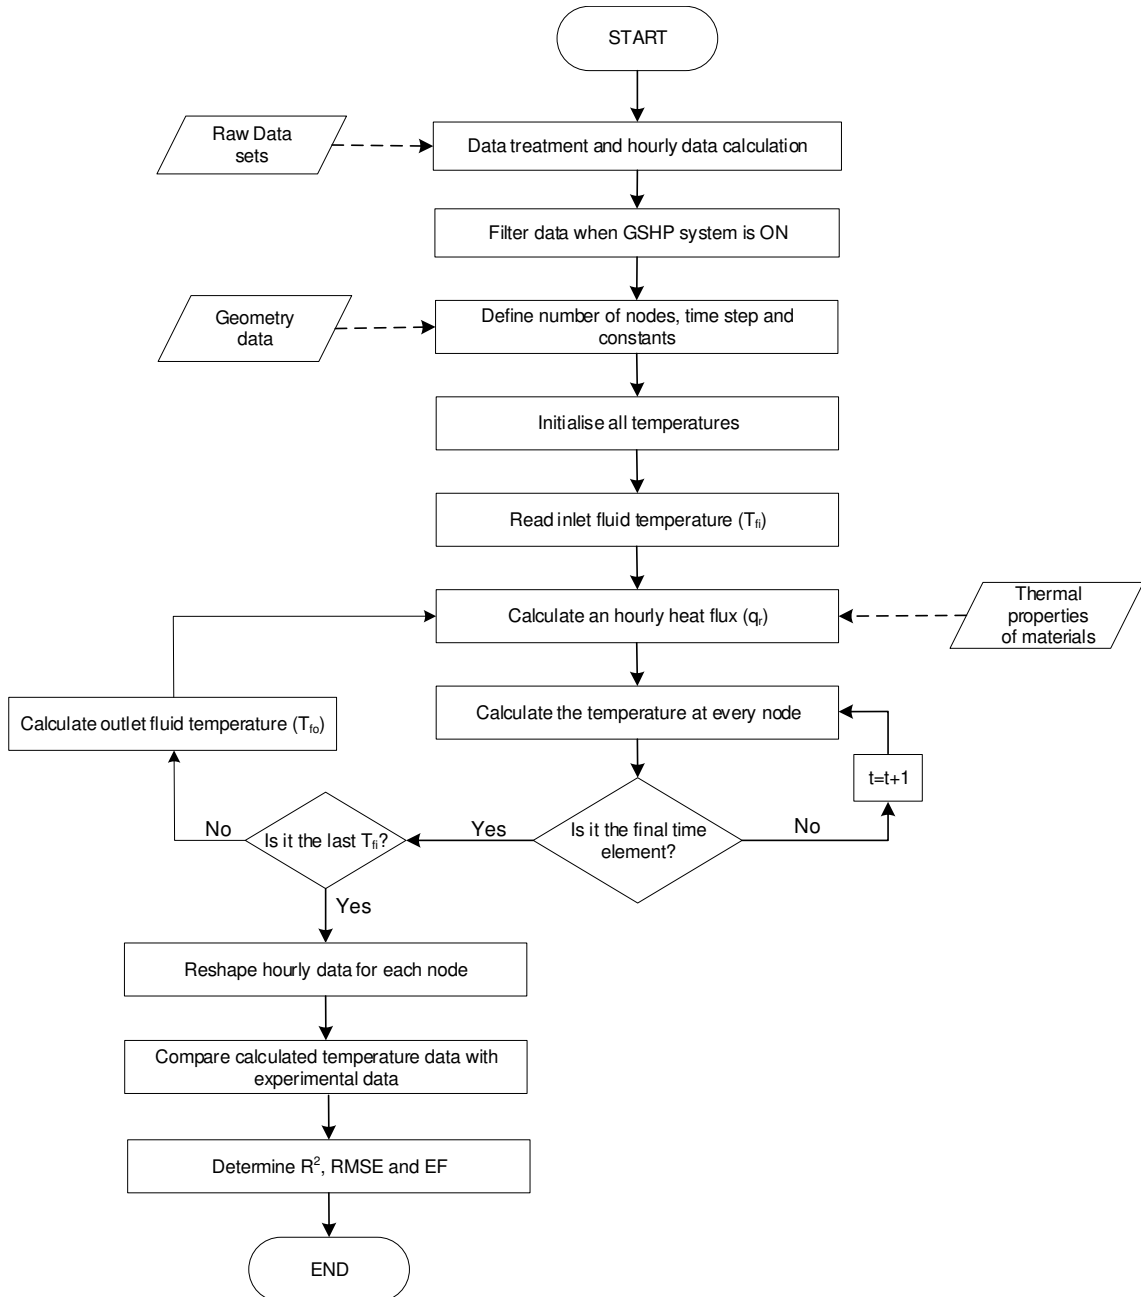 START
Raw Data
sets
Data treatment and hourly data calculation
Filter data when GSHP system is ON
Geometry
data
Define number of nodes, time step and
constants
Initialise all temperatures
Read inlet fluid temperature (Tfi)
Calculate an hourly heat flux (qr)
Thermal
properties
of materials
Calculate outlet fluid temperature (Tfo)
Calculate the temperature at every node
t=t+1
No
Is it the last Tfi?
Yes
Is it the final time
element?
No
Yes
Reshape hourly data for each node
Compare calculated temperature data with
experimental data
Determine R², RMSE and EF
END